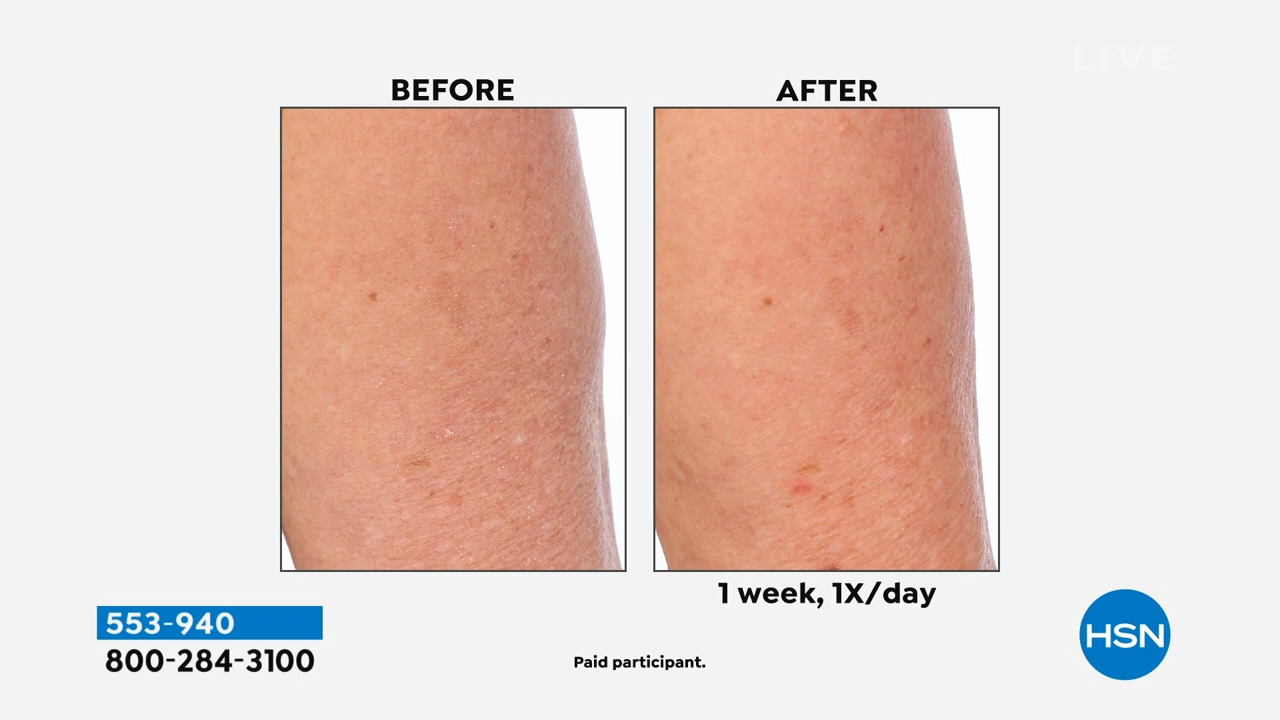 LIVE
BEFORE
AFTER
1 week, 1X/day
553-940
800-284-3100
Paid participant.
HSN